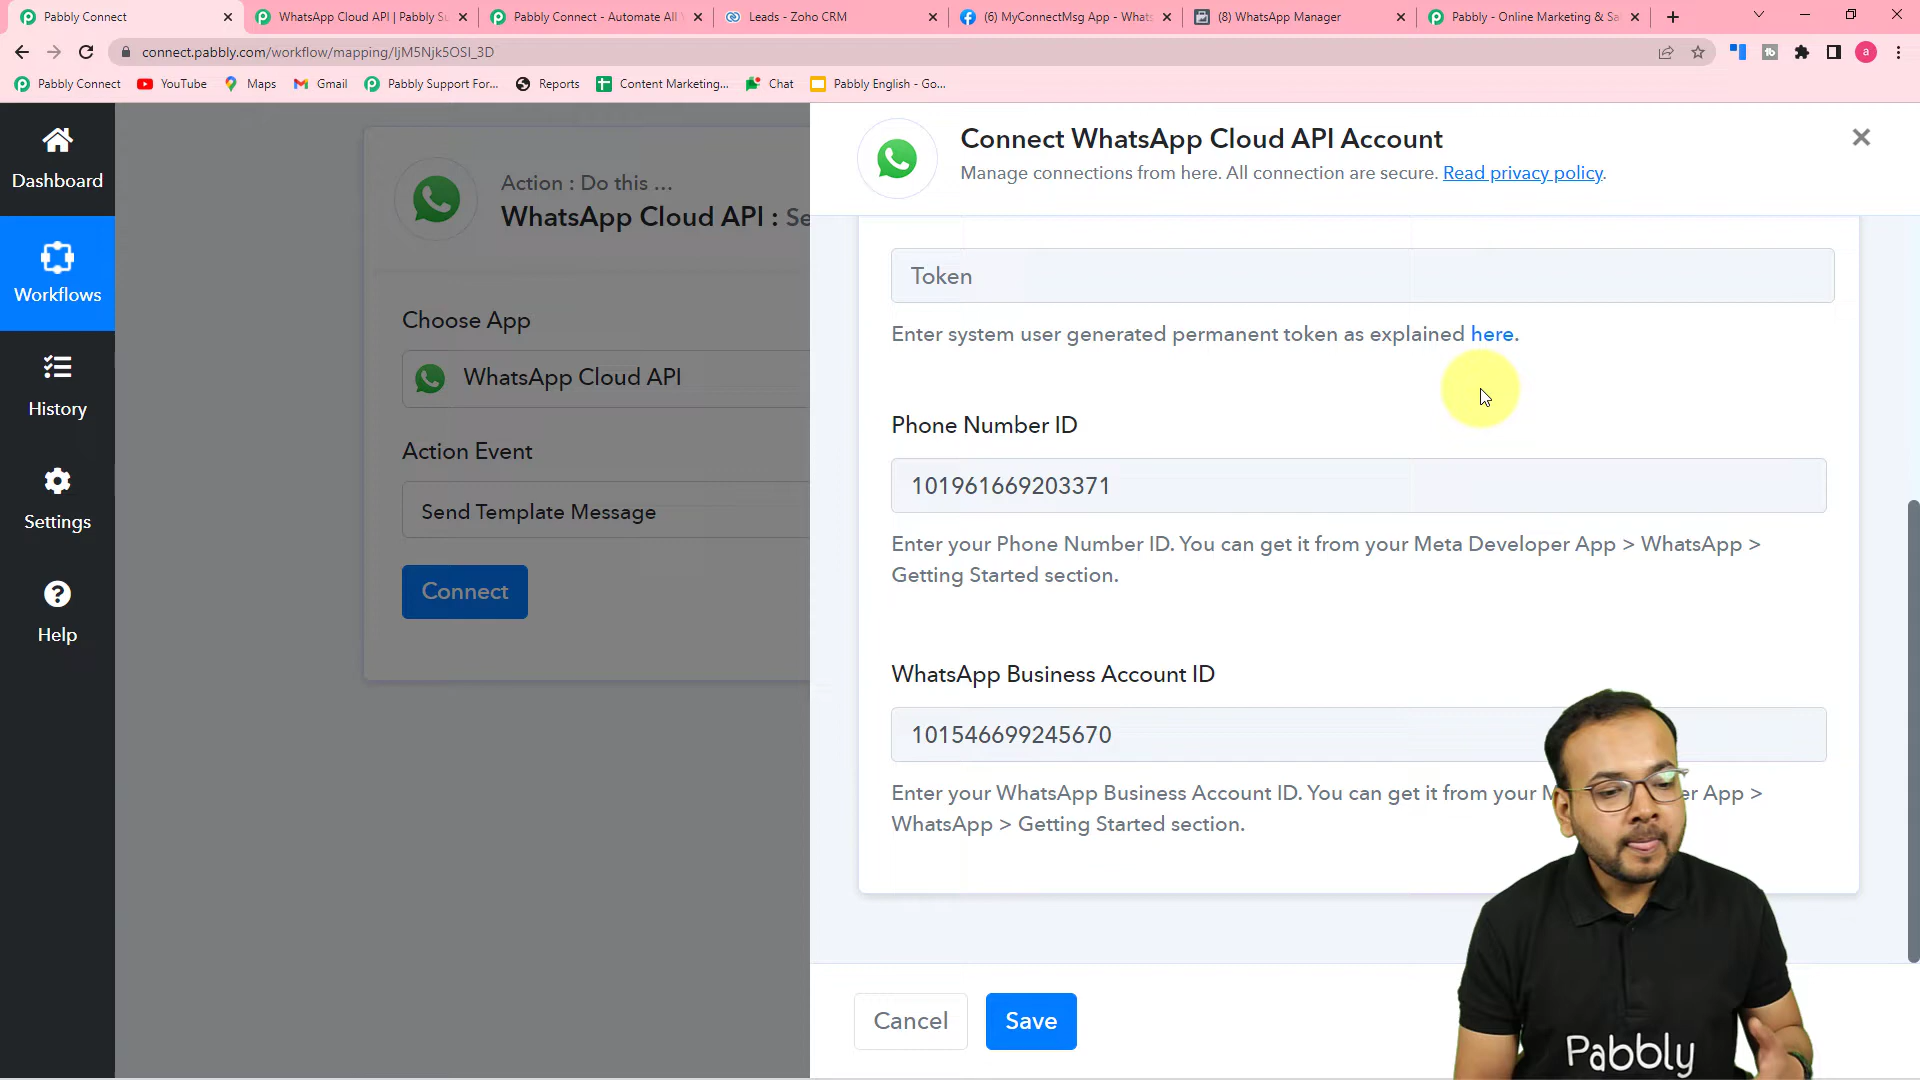 Pabbly Connect
WhatsApp Cloud API | Pabbly Su
Pabbly Connect - Automate All
Leads - Zoho CRM
(6) MyConnectMsg App - Whats
(8) WhatsApp Manager
Pabbly - Online Marketing & Sa
connect.pabbly.com/workflow/mapping/IjM5Njk5OSI_3D
a
Pabbly Connect
YouTube
Maps
Gmail
Pabbly Support For...
Reports
Content Marketing...
Chat
Pabbly English - Go...
Dashboard
Workflows
History
Settings
Help
Action : Do this ...
WhatsApp Cloud API : Se
Choose App
WhatsApp Cloud API
Action Event
Send Template Message
Connect
Connect WhatsApp Cloud API Account
Manage connections from here. All connection are secure. Read privacy policy.
Token
Enter system user generated permanent token as explained here.
Phone Number ID
101961669203371
Enter your Phone Number ID. You can get it from your Meta Developer App > WhatsApp >
Getting Started section.
WhatsApp Business Account ID
101546699245670
Enter your WhatsApp Business Account ID. You can get it from your M er App >
WhatsApp > Getting Started section.
Cancel
Save
Pabbly